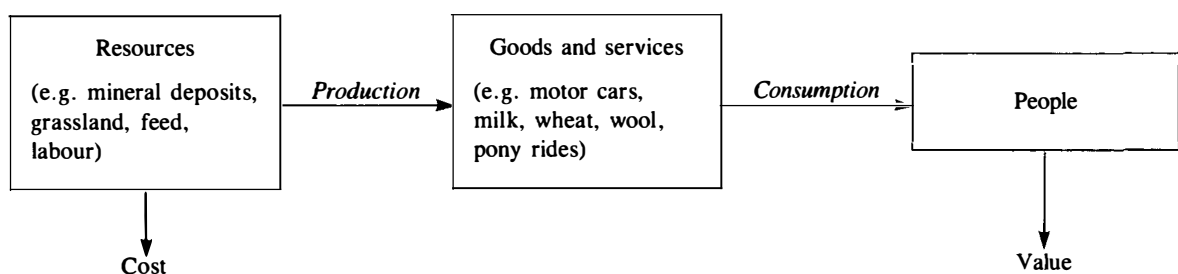 Resources
(e.g. mineral deposits,
grassland, feed,
labour)
Production
Goods and services
(e.g. motor cars,
milk, wheat, wool,
pony rides)
Consumption
People
Cost
Value